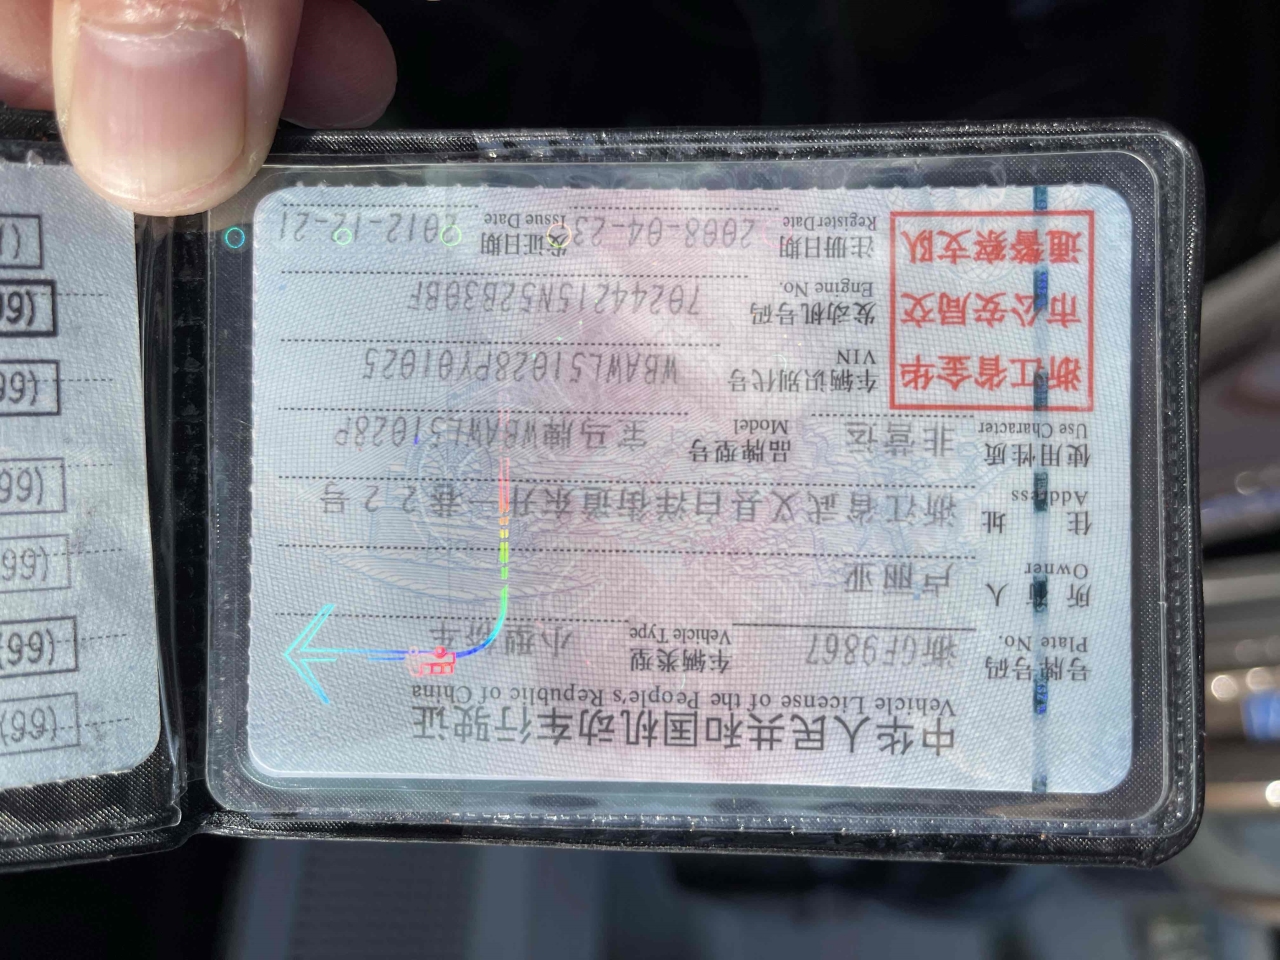 中华人民共和国机动车行驶证
Vehicle License of the People's Republic of China
号牌号码 浙GF9867 车辆类型 小型轿车
Plate No. Vehicle Type
所有人 卢丽亚
Owner
住址 浙江省武义县白洋街道东升一巷22号
Address
使用性质 非营运 品牌型号 宝马牌WBAWL51028P
Use Character Model
浙江省金华
市公安局交
通警察支队
车辆识别代号 WBAWL51028PY01025
VIN
发动机号码 70244215N52B30BF
Engine No.
注册日期 2008-04-23 发证日期 2012-12-21
RegisterDate Issue Date